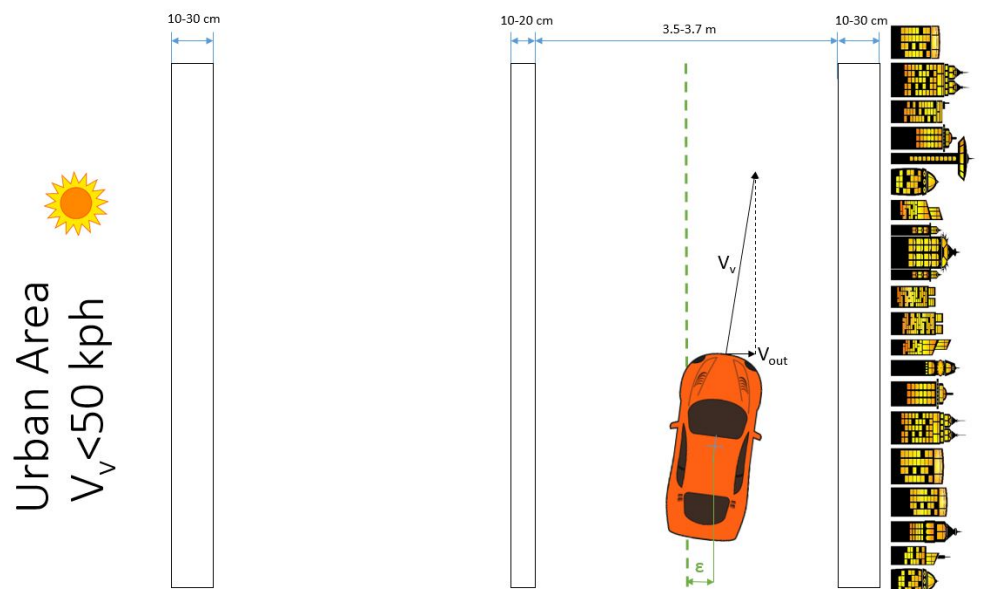 10-30 cm
10-20 cm
3.5-3.7 m
10-30 cm
Urban Area
Vv<50 kph
Vv
Vout
ε